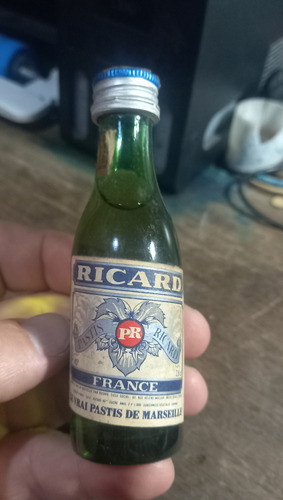 RICARD
PASTIS RICARD
PR
FRANCE
LE VRAI PASTIS DE MARSEILLE